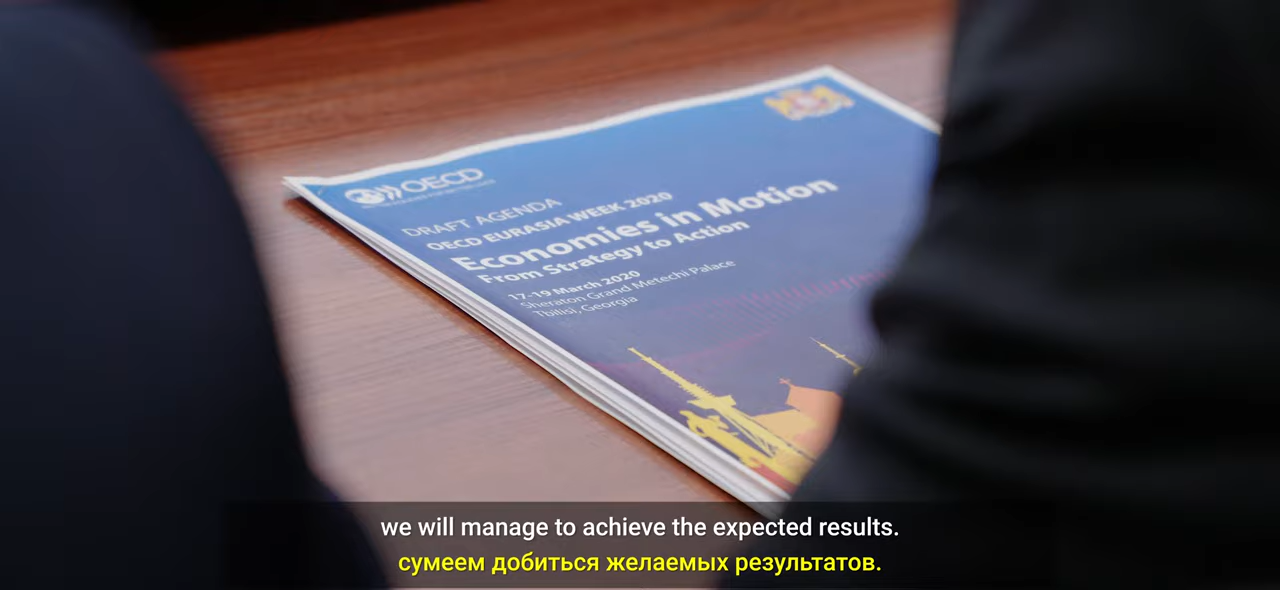 OECD
DRAFT AGENDA
OECD EURASIA WEEK 2020
Economies in Motion
From Strategy to Action
17-19 March 2020
Sheraton Grand Metechi Palace
Tbilisi, Georgia
we will manage to achieve the expected results.
сумеем добиться желаемых результатов.